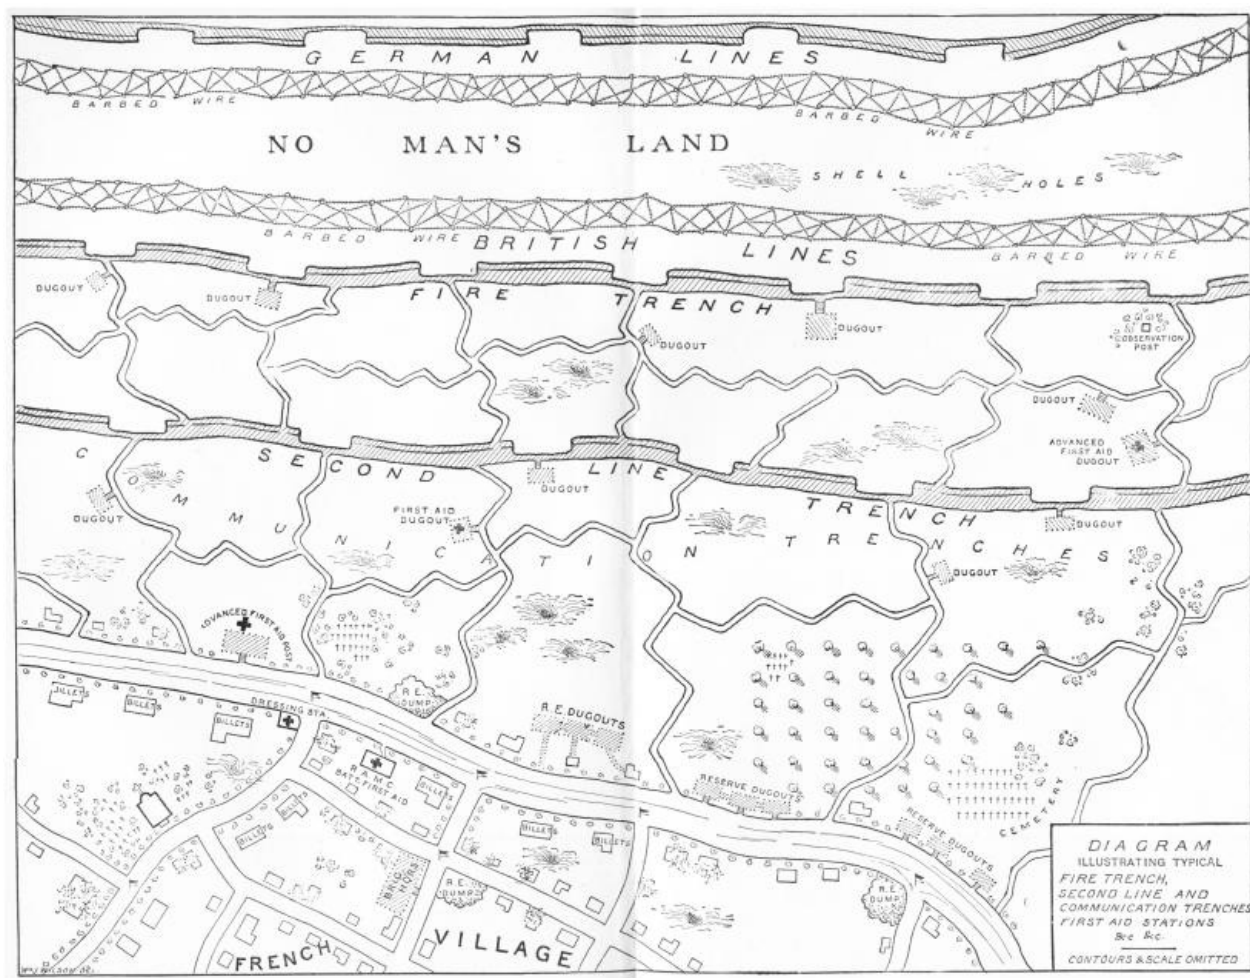 GERMAN LINES
BARBED WIRE
BARBED WIRE
NO MAN'S LAND
SHELL HOLES
BARBED WIRE
BRITISH LINES
BARBED WIRE
DUGOUT
DUGOUT
FIRE TRENCH
DUGOUT
DUGOUT
OBSERVATION
POST
DUGOUT
ADVANCED
FIRST AID
DUGOUT
SECOND LINE TRENCH
COMMUNICATION TRENCHES
DUGOUT
FIRST AID
DUGOUT
DUGOUT
DUGOUT
DUGOUT
ADVANCED FIRST AID POST
R.E.
DUMP
BILLETS
BILLETS
BILLETS
DRESSING STA.
R.E. DUGOUTS
R.A.M.C.
BATT. FIRST AID
BILLETS
RESERVE DUGOUTS
RESERVE DUGOUTS
CEMETERY
BILLETS
BILLETS
BILLETS
BILLETS
BRIG
HDQRS
R.E.
DUMP
R.E.
DUMP
FRENCH VILLAGE
DIAGRAM
ILLUSTRATING TYPICAL
FIRE TRENCH,
SECOND LINE AND
COMMUNICATION TRENCHES
FIRST AID STATIONS
&c &c.
CONTOURS & SCALE OMITTED